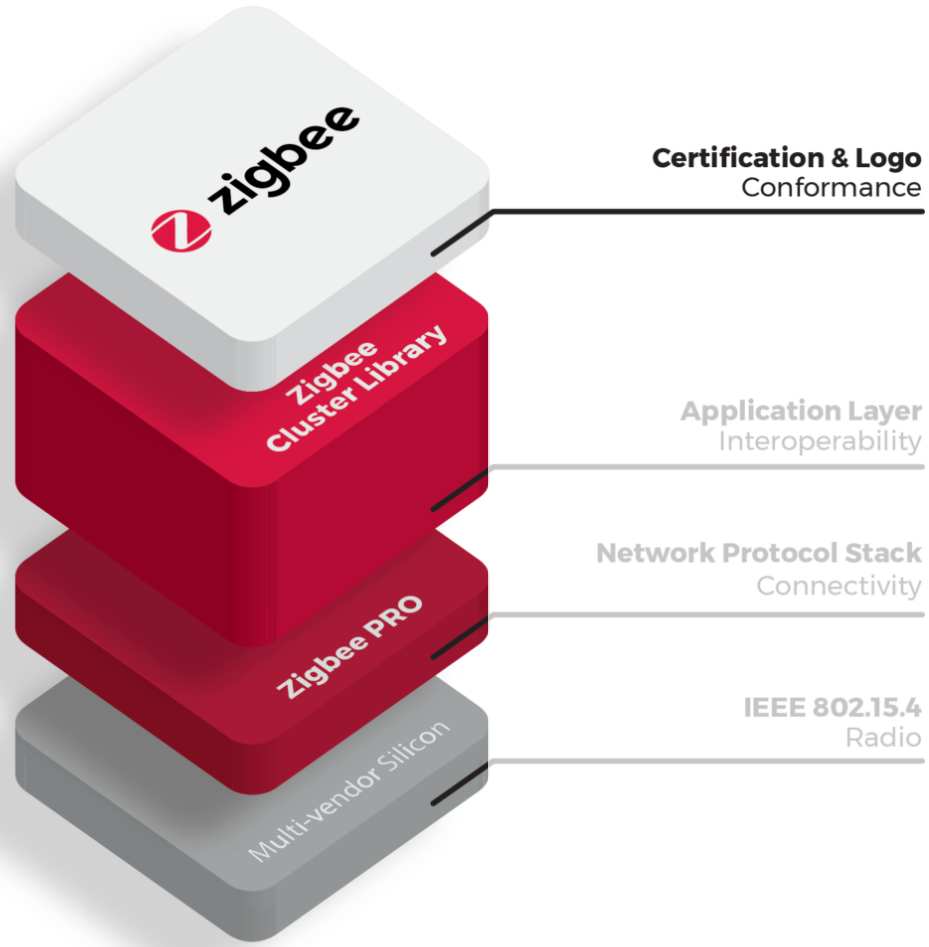 zigbee
Certification & Logo
Conformance
Zigbee
Cluster Library
Application Layer
Interoperability
Zigbee PRO
Network Protocol Stack
Connectivity
Multi-vendor Silicon
IEEE 802.15.4
Radio